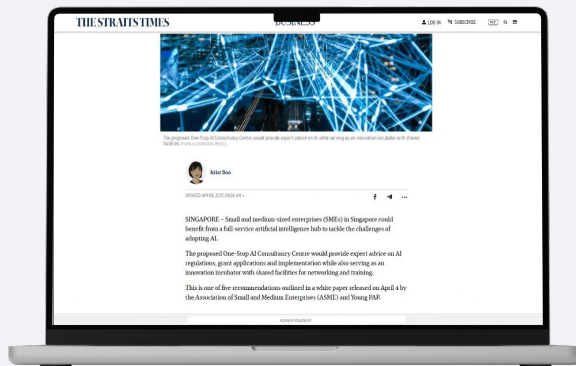 THE STRAITS TIMES
BUSINESS
LOG IN
SUBSCRIBE
The proposed One-Stop AI Consultancy Centre would provide expert advice on AI while serving as an innovation incubator with shared
facilities.
Krist Boo
SINGAPORE – Small and medium-sized enterprises (SMEs) in Singapore could
benefit from a full-service artificial intelligence hub to tackle the challenges of
adopting AI.
The proposed One-Stop AI Consultancy Centre would provide expert advice on AI
regulations, grant applications and implementation while also serving as an
innovation incubator with shared facilities for networking and training.
This is one of five recommendations outlined in a white paper released on April 4 by
the Association of Small and Medium Enterprises (ASME) and Young PAP.